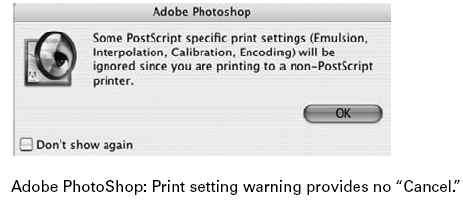 Adobe Photoshop
Some PostScript specific print settings (Emulsion,
Interpolation, Calibration, Encoding) will be
ignored since you are printing to a non-PostScript
printer.
OK
Don't show again
Adobe PhotoShop: Print setting warning provides no “Cancel.”